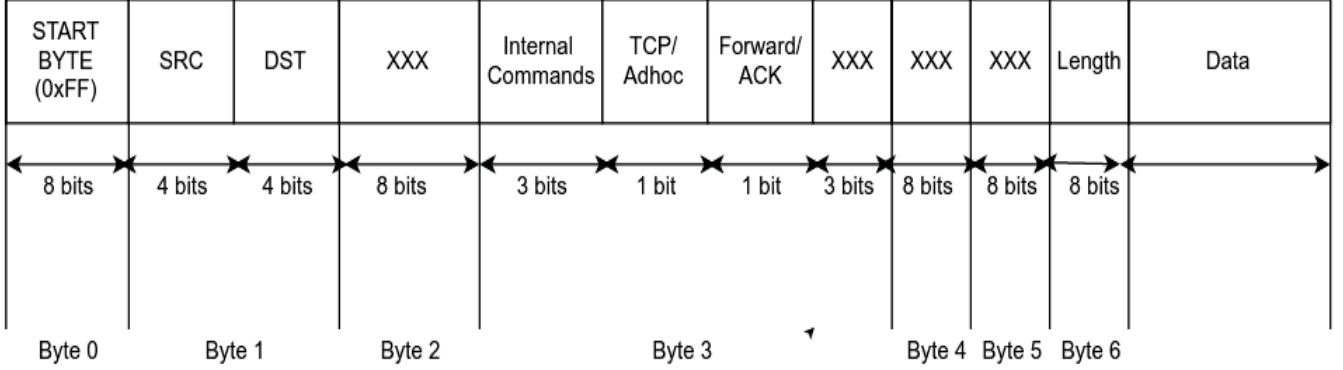 START
BYTE
(0xFF)
SRC
DST
XXX
Internal
Commands
TCP/
Adhoc
Forward/
ACK
XXX
XXX
XXX
Length
Data
8 bits
4 bits
4 bits
8 bits
3 bits
1 bit
1 bit
3 bits
8 bits
8 bits
8 bits
Byte 0
Byte 1
Byte 2
Byte 3
Byte 4
Byte 5
Byte 6